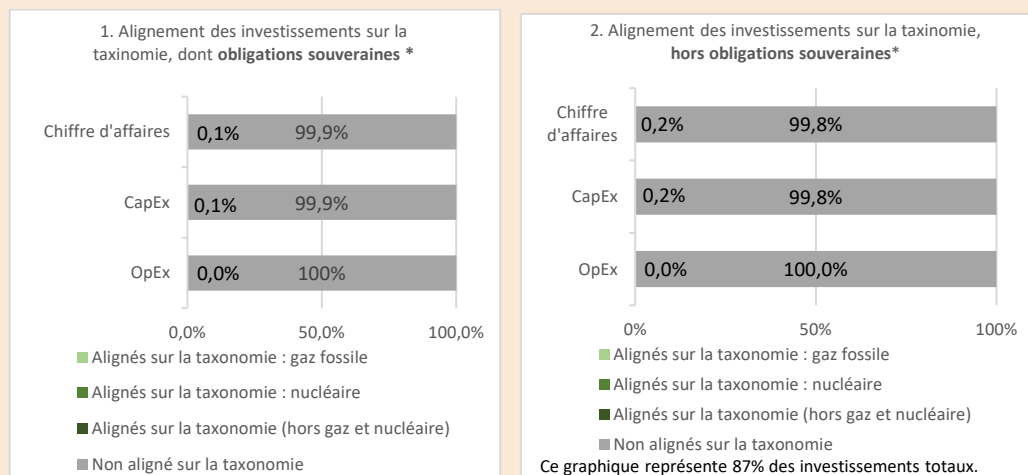 1. Alignement des investissements sur la
taxinomie, dont obligations souveraines *
Chiffre d'affaires
0,1%
99,9%
CapEx
0,1%
99,9%
OpEx
0,0%
100%
0,0%
50,0%
100,0%
Alignés sur la taxonomie : gaz fossile
Alignés sur la taxonomie : nucléaire
Alignés sur la taxonomie (hors gaz et nucléaire)
Non aligné sur la taxonomie
2. Alignement des investissements sur la taxinomie,
hors obligations souveraines*
Chiffre
d'affaires
0,2%
99,8%
CapEx
0,2%
99,8%
OpEx
0,0%
100,0%
0%
50%
100%
Alignés sur la taxonomie : gaz fossile
Alignés sur la taxonomie : nucléaire
Alignés sur la taxonomie (hors gaz et nucléaire)
Non alignés sur la taxonomie
Ce graphique représente 87% des investissements totaux.